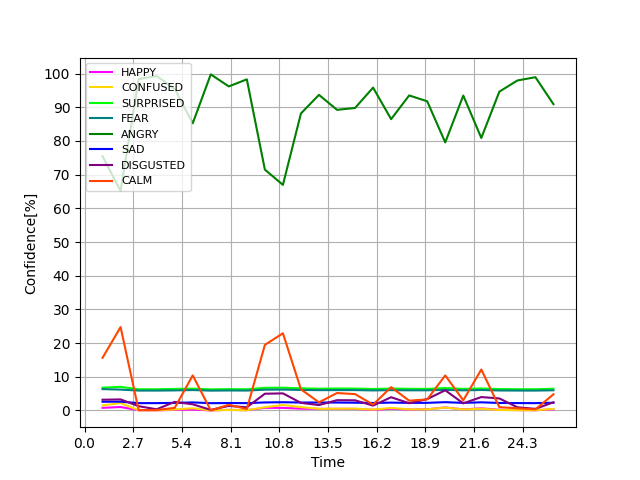 HAPPY
CONFUSED
SURPRISED
FEAR
ANGRY
SAD
DISGUSTED
CALM
Confidence[%]
100
90
80
70
60
50
40
30
20
10
0
0.0 2.7 5.4 8.1 10.8 13.5 16.2 18.9 21.6 24.3
Time